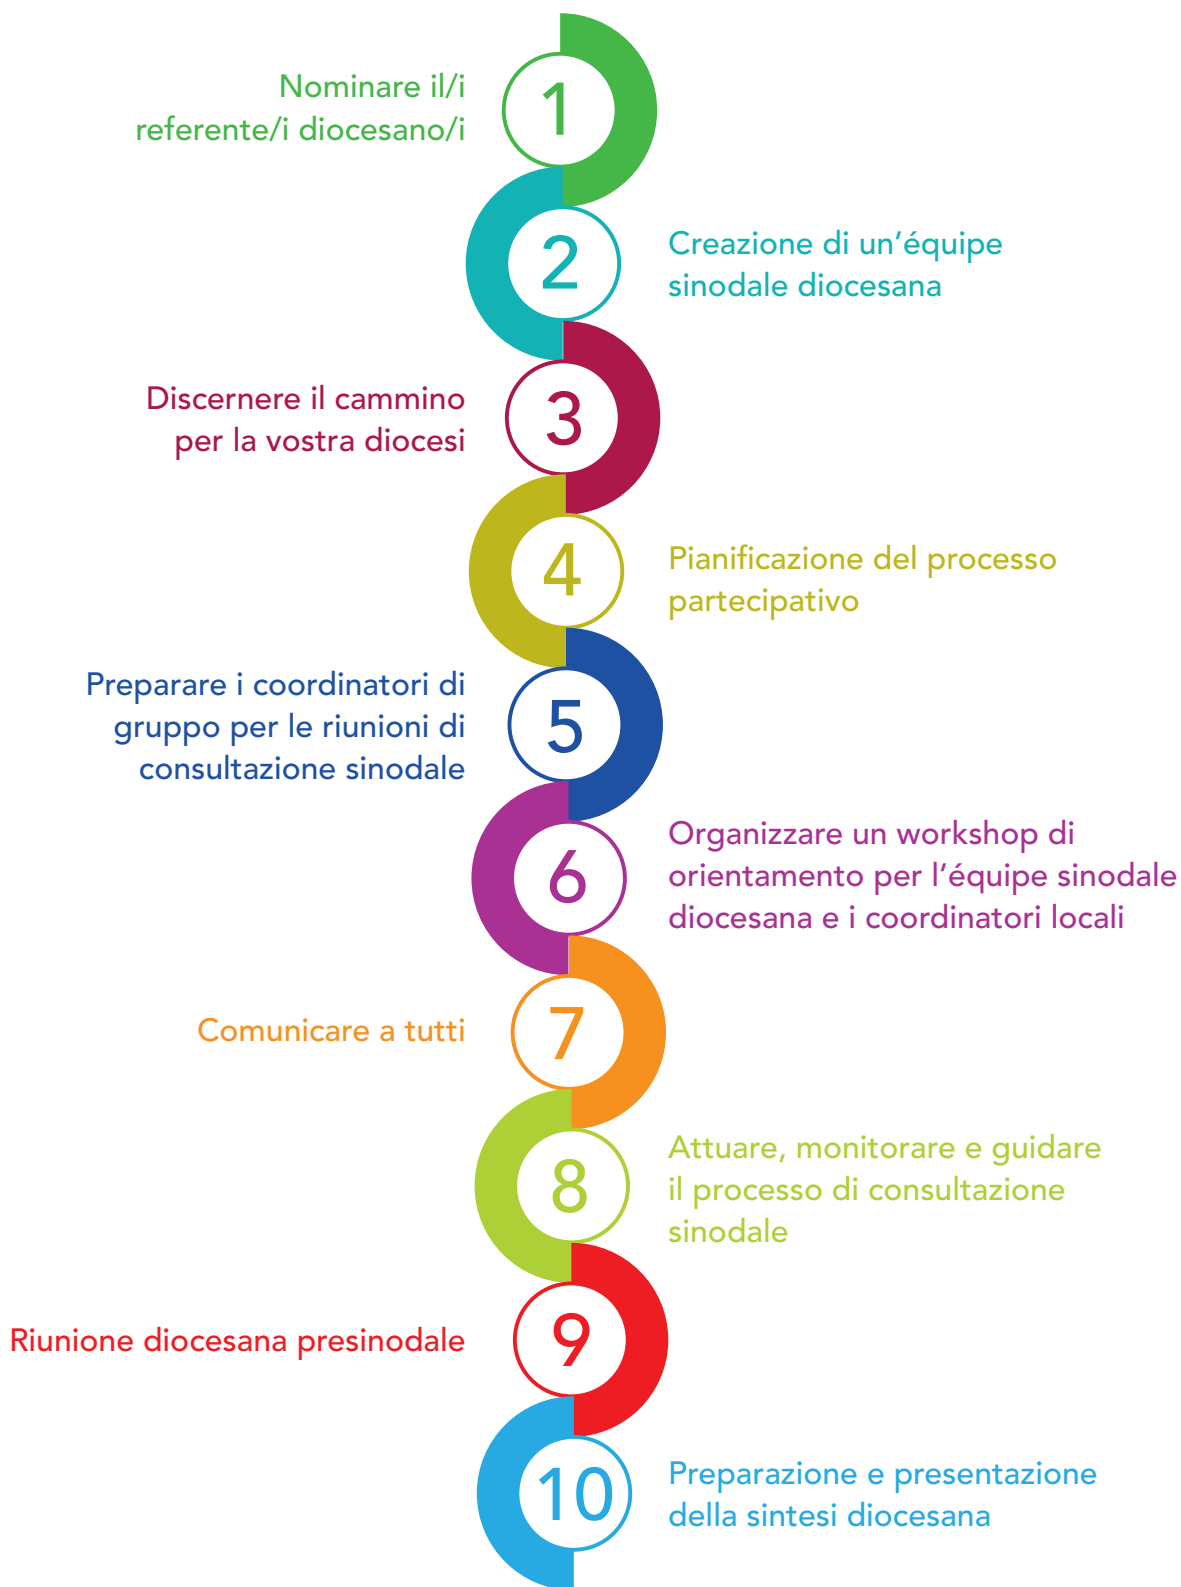 1
Nominare il/i
referente/i diocesano/i
2
Creazione di un’équipe
sinodale diocesana
3
Discernere il cammino
per la vostra diocesi
4
Pianificazione del processo
partecipativo
5
Preparare i coordinatori di
gruppo per le riunioni di
consultazione sinodale
6
Organizzare un workshop di
orientamento per l’équipe sinodale
diocesana e i coordinatori locali
7
Comunicare a tutti
8
Attuare, monitorare e guidare
il processo di consultazione
sinodale
9
Riunione diocesana presinodale
10
Preparazione e presentazione
della sintesi diocesana